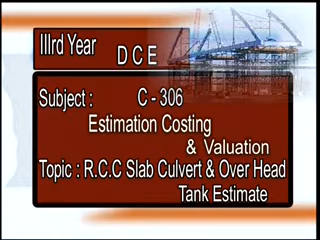 IIIrd Year
D C E
Subject : C - 306
Estimation Costing
& Valuation
Topic : R.C.C Slab Culvert & Over Head
Tank Estimate